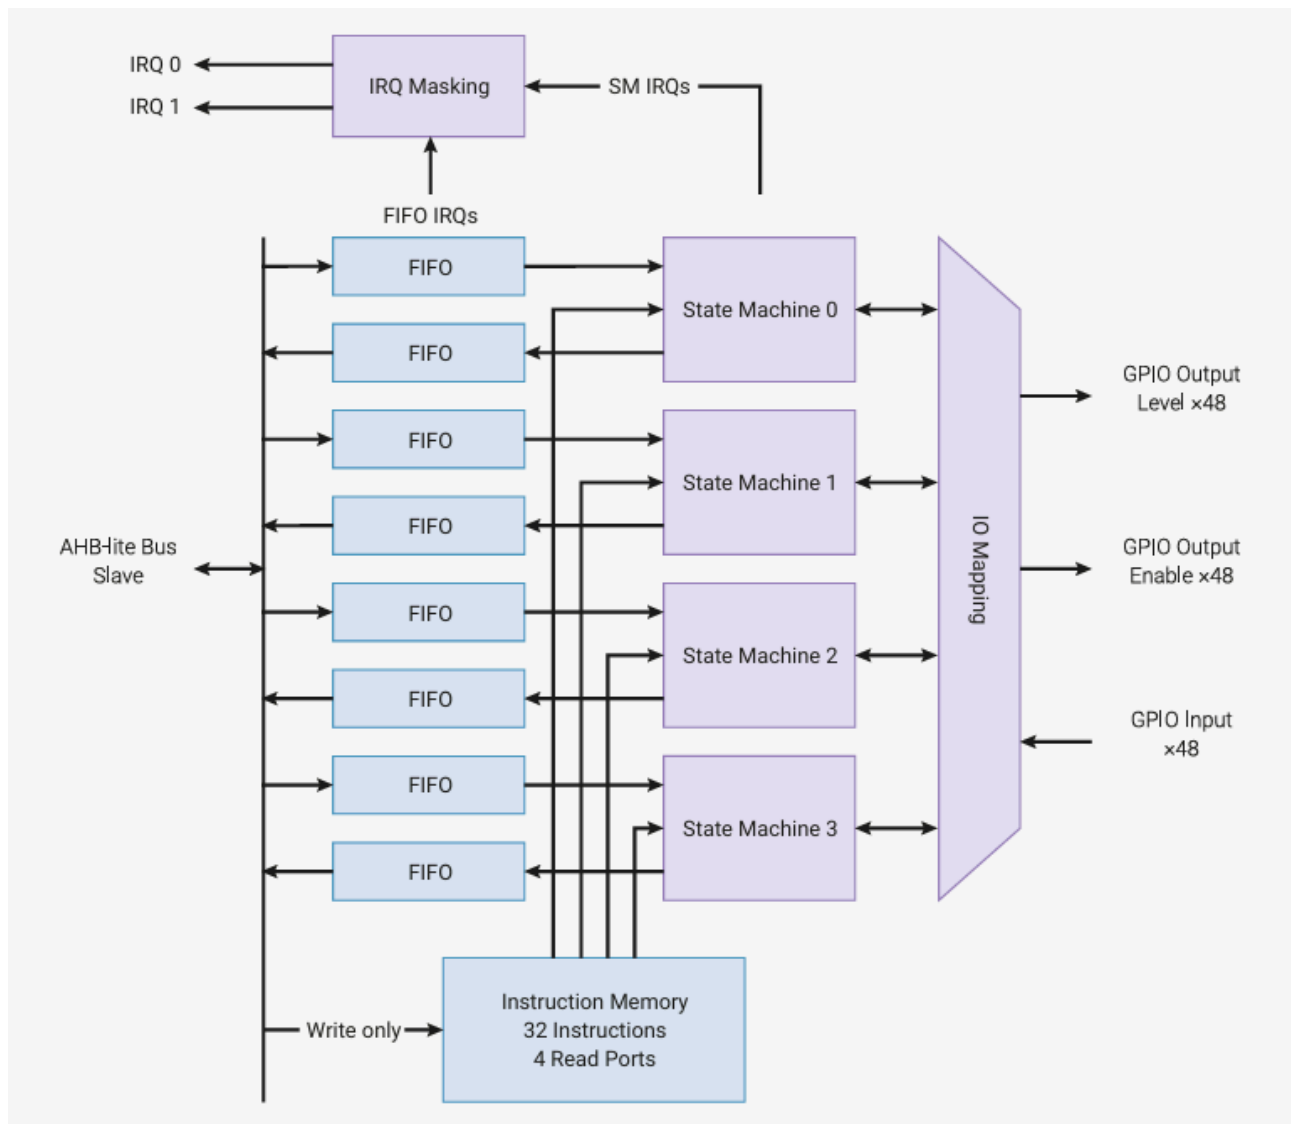 IRQ 0
IRQ 1
IRQ Masking
SM IRQs
FIFO IRQs
FIFO
FIFO
FIFO
FIFO
FIFO
FIFO
FIFO
FIFO
State Machine 0
State Machine 1
State Machine 2
State Machine 3
AHB-lite Bus
Slave
IO Mapping
GPIO Output
Level ×48
GPIO Output
Enable ×48
GPIO Input
×48
Write only
Instruction Memory
32 Instructions
4 Read Ports